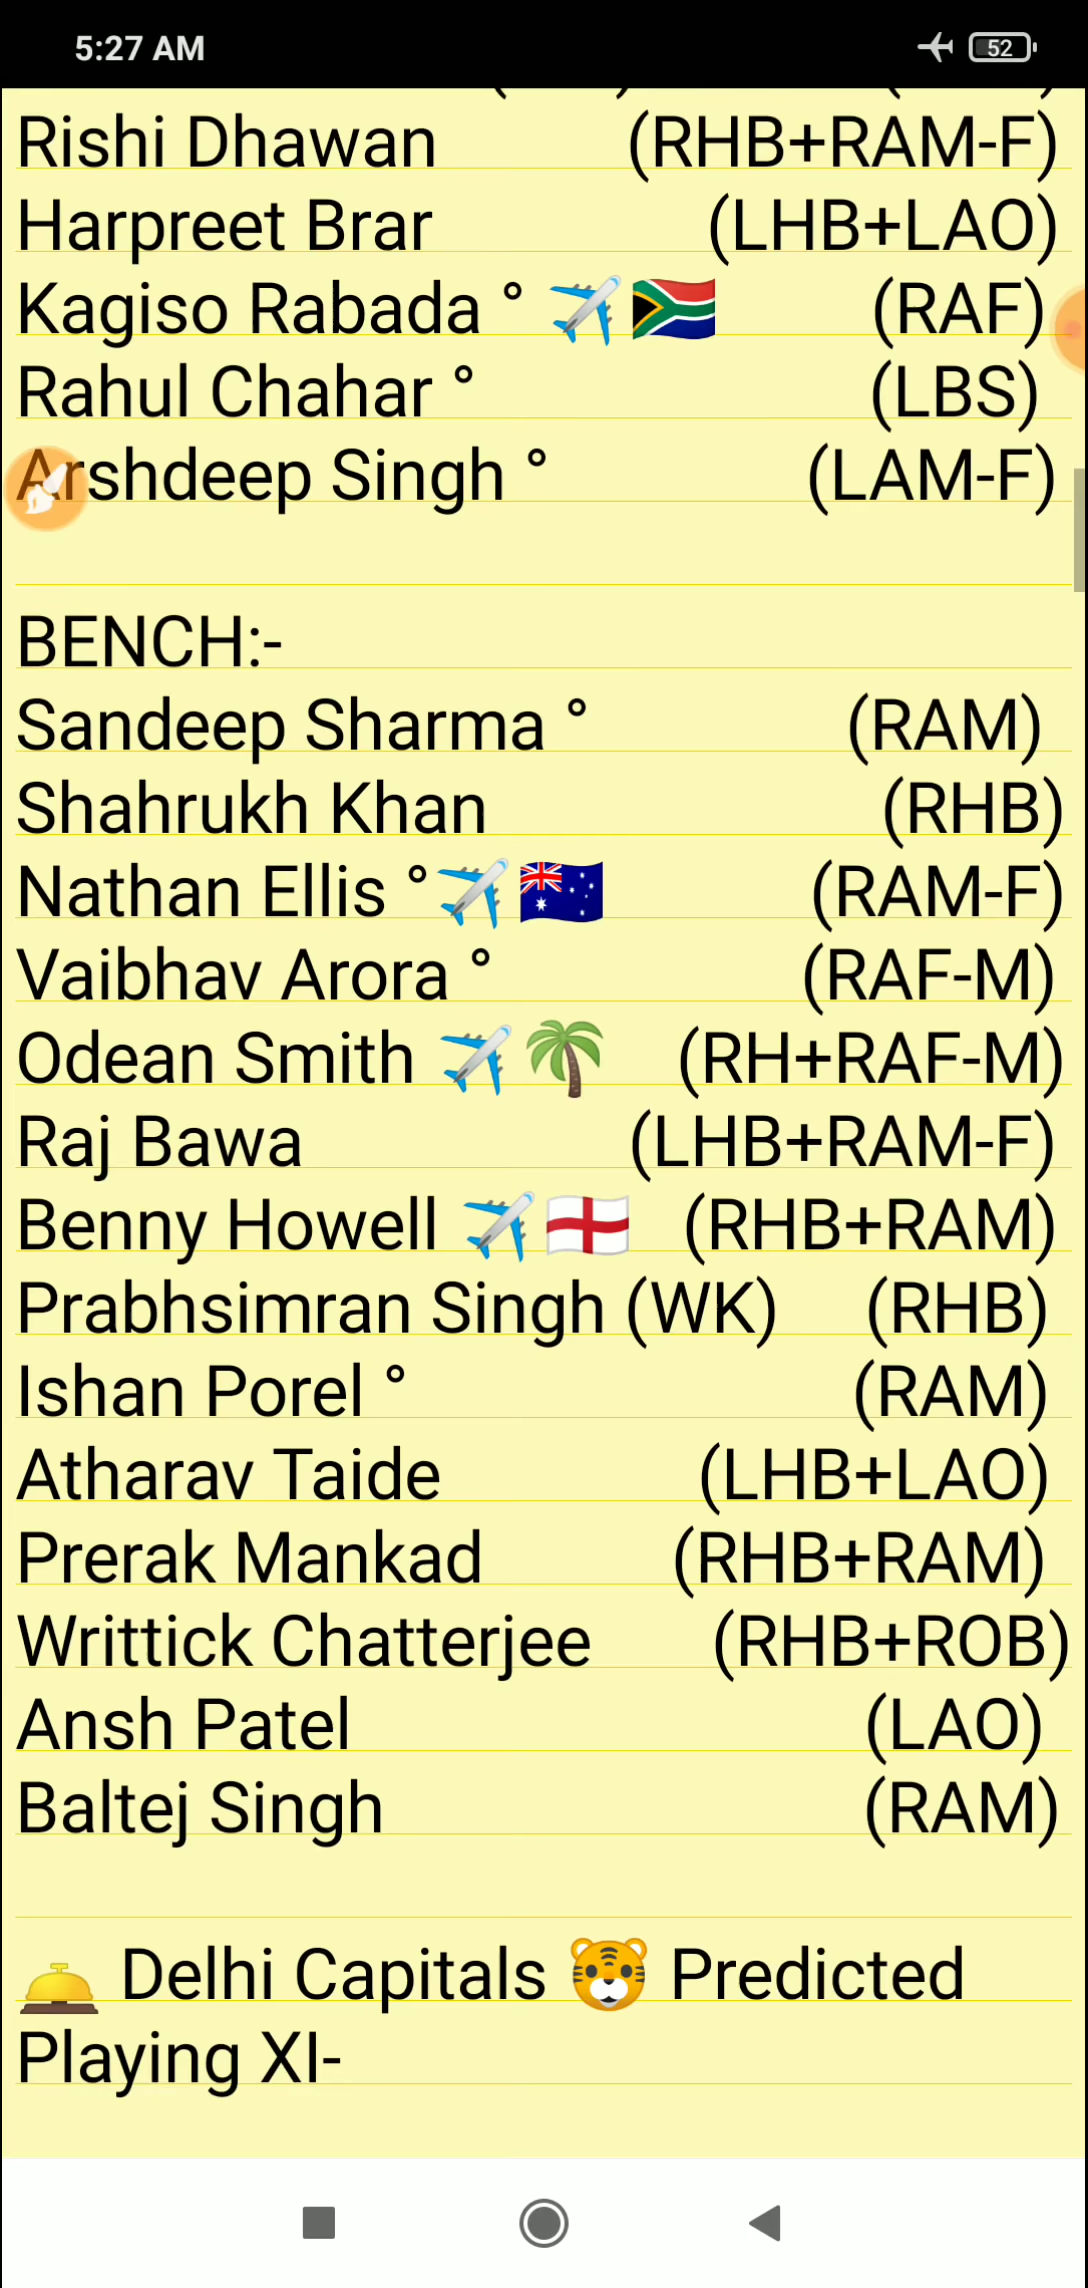 5:27 AM 52
Rishi Dhawan (RHB+RAM-F)
Harpreet Brar (LHB+LAO)
Kagiso Rabada ° ✈️🇿🇦 (RAF)
Rahul Chahar ° (LBS)
Arshdeep Singh ° (LAM-F)
BENCH:-
Sandeep Sharma ° (RAM)
Shahrukh Khan (RHB)
Nathan Ellis °✈️🇦🇺 (RAM-F)
Vaibhav Arora ° (RAF-M)
Odean Smith ✈️🌴 (RH+RAF-M)
Raj Bawa (LHB+RAM-F)
Benny Howell ✈️🏴󠁧󠁢󠁥󠁮󠁧󠁿 (RHB+RAM)
Prabhsimran Singh (WK) (RHB)
Ishan Porel ° (RAM)
Atharav Taide (LHB+LAO)
Prerak Mankad (RHB+RAM)
Writtick Chatterjee (RHB+ROB)
Ansh Patel (LAO)
Baltej Singh (RAM)
🛎️ Delhi Capitals 🐯 Predicted
Playing XI-